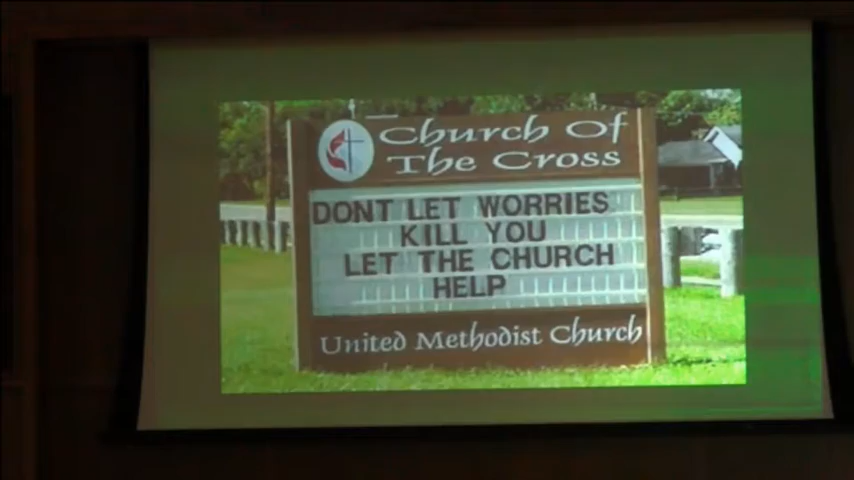 Church Of
The Cross
DONT LET WORRIES
KILL YOU
LET THE CHURCH
HELP
United Methodist Church